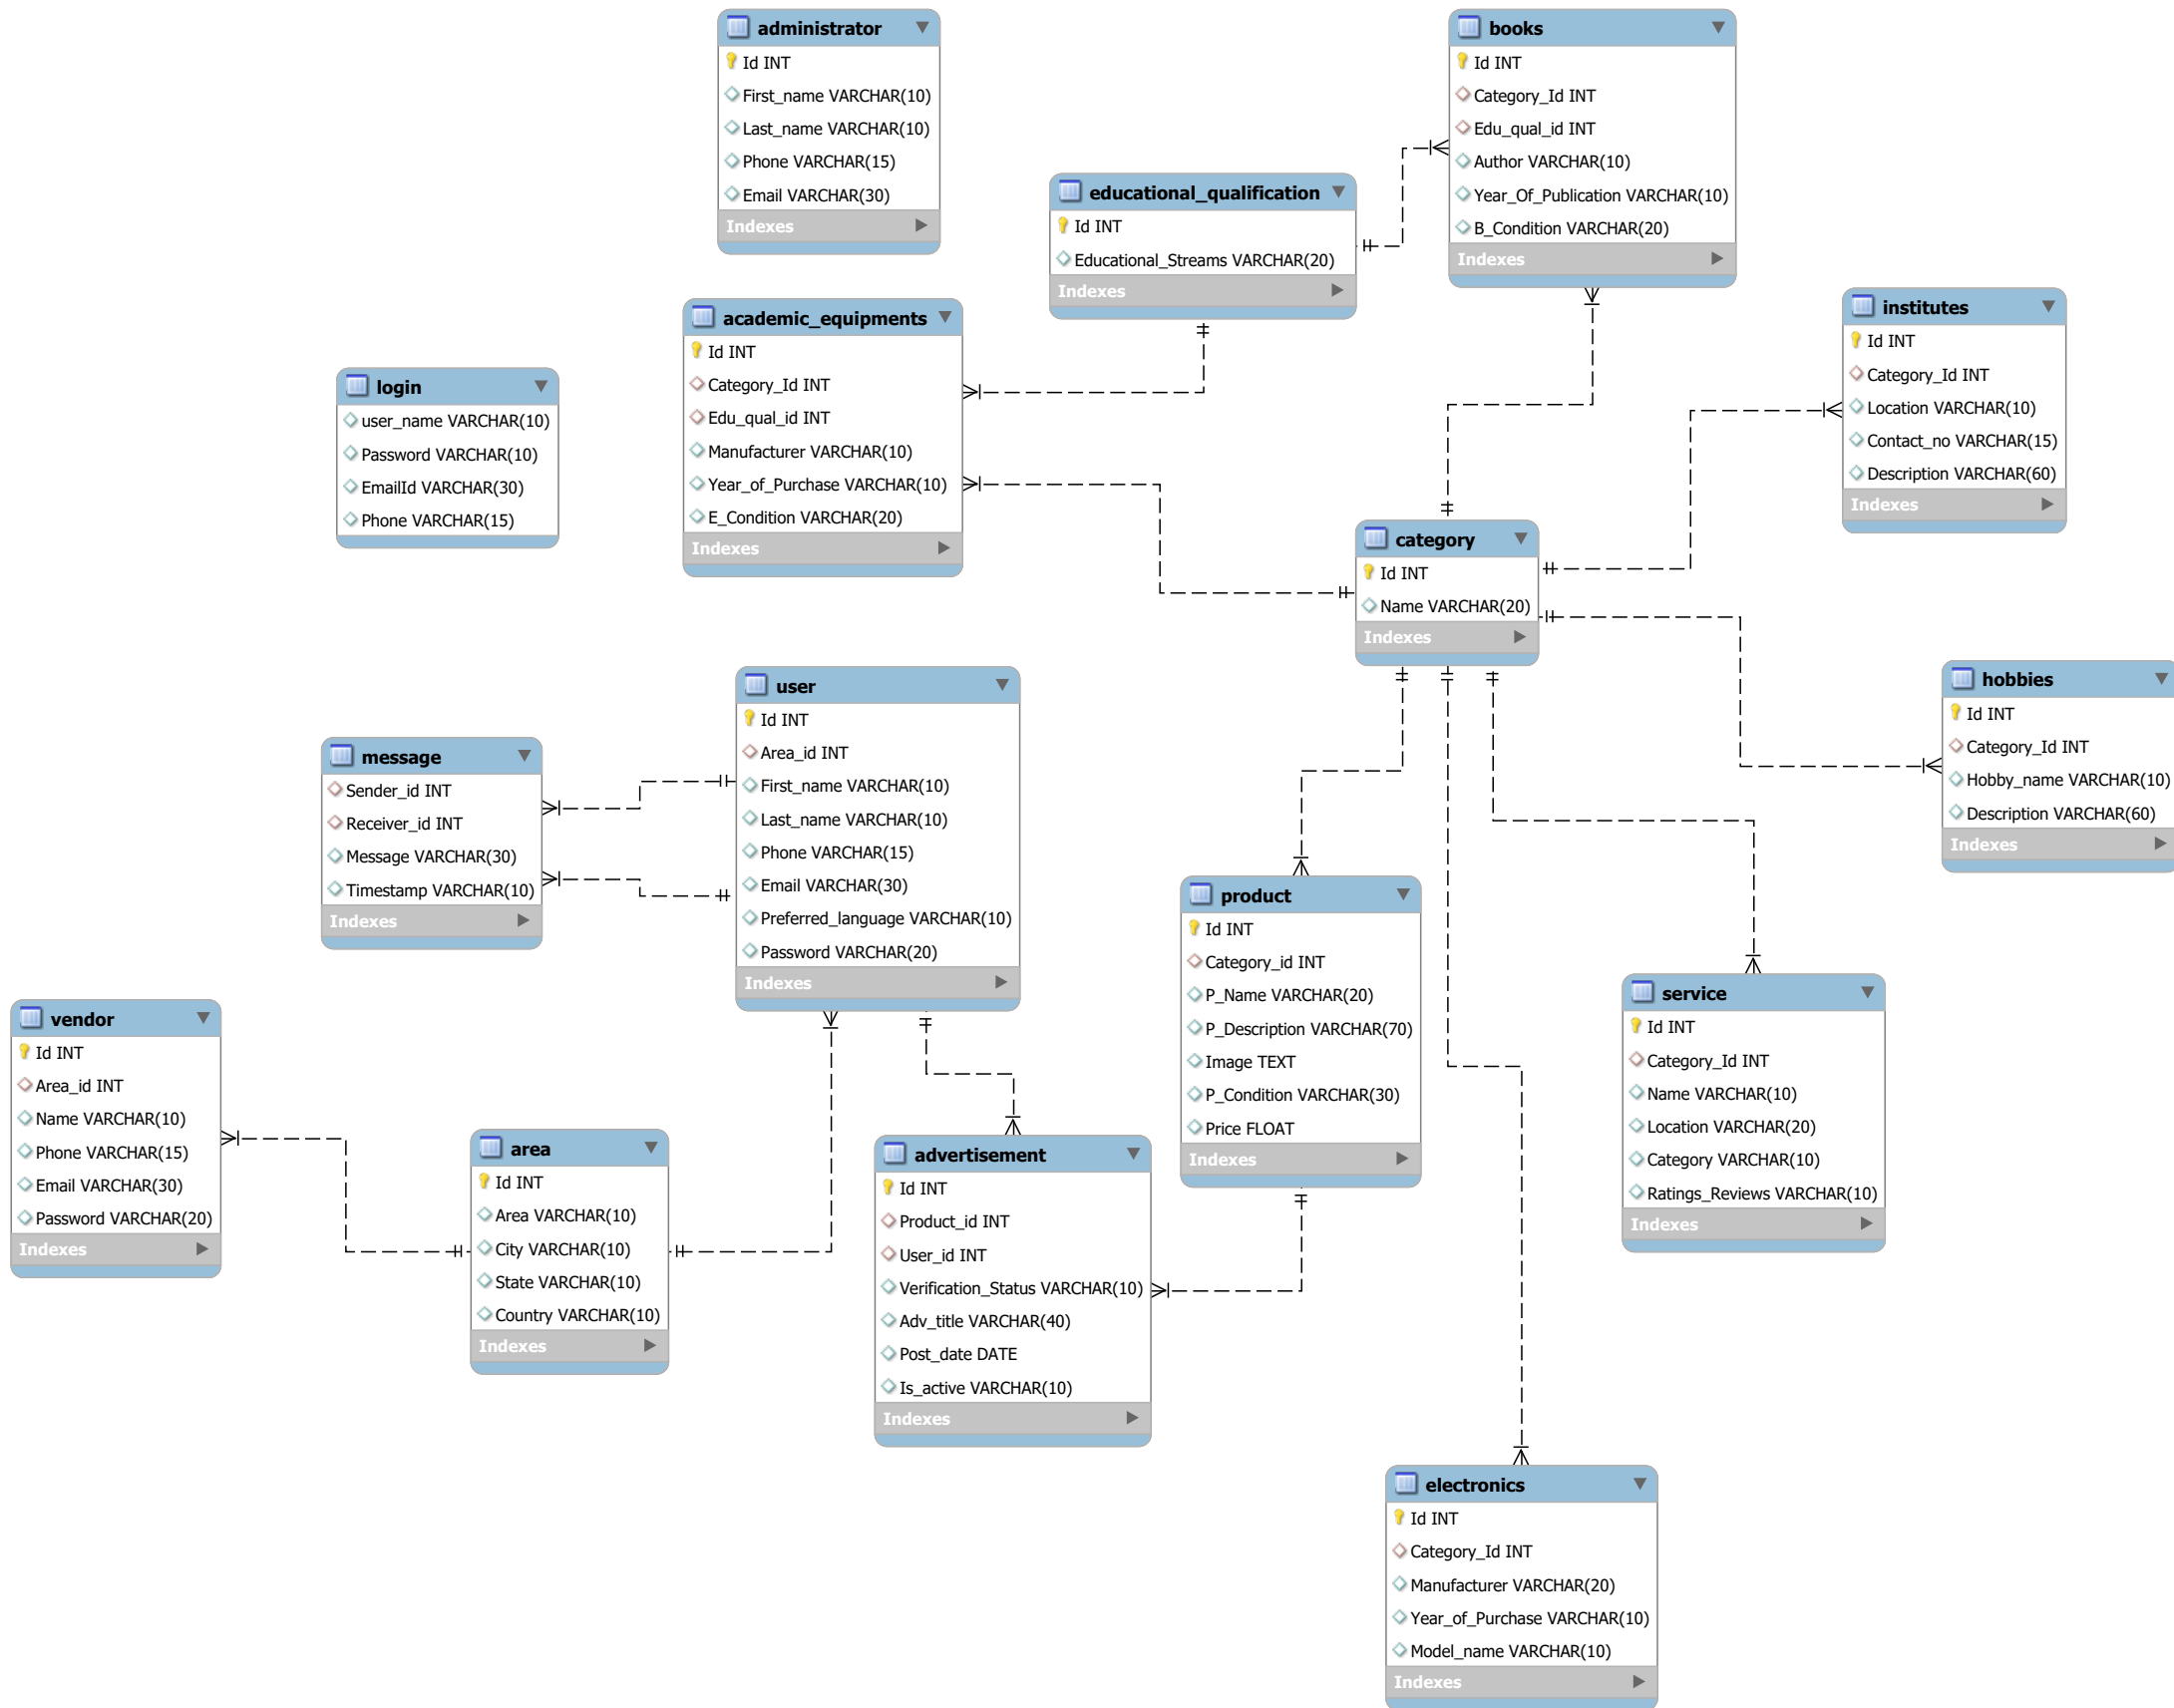 administrator
Id INT
First_name VARCHAR(10)
Last_name VARCHAR(10)
Phone VARCHAR(15)
Email VARCHAR(30)
Indexes
books
Id INT
Category_Id INT
Edu_qual_id INT
Author VARCHAR(10)
Year_Of_Publication VARCHAR(10)
B_Condition VARCHAR(20)
Indexes
educational_qualification
Id INT
Educational_Streams VARCHAR(20)
Indexes
academic_equipments
Id INT
Category_Id INT
Edu_qual_id INT
Manufacturer VARCHAR(10)
Year_of_Purchase VARCHAR(10)
E_Condition VARCHAR(20)
Indexes
institutes
Id INT
Category_Id INT
Location VARCHAR(10)
Contact_no VARCHAR(15)
Description VARCHAR(60)
Indexes
login
user_name VARCHAR(10)
Password VARCHAR(10)
EmailId VARCHAR(30)
Phone VARCHAR(15)
category
Id INT
Name VARCHAR(20)
Indexes
user
Id INT
Area_id INT
First_name VARCHAR(10)
Last_name VARCHAR(10)
Phone VARCHAR(15)
Email VARCHAR(30)
Preferred_language VARCHAR(10)
Password VARCHAR(20)
Indexes
hobbies
Id INT
Category_Id INT
Hobby_name VARCHAR(10)
Description VARCHAR(60)
Indexes
message
Sender_id INT
Receiver_id INT
Message VARCHAR(30)
Timestamp VARCHAR(10)
Indexes
product
Id INT
Category_id INT
P_Name VARCHAR(20)
P_Description VARCHAR(70)
Image TEXT
P_Condition VARCHAR(30)
Price FLOAT
Indexes
service
Id INT
Category_Id INT
Name VARCHAR(10)
Location VARCHAR(20)
Category VARCHAR(10)
Ratings_Reviews VARCHAR(10)
Indexes
vendor
Id INT
Area_id INT
Name VARCHAR(10)
Phone VARCHAR(15)
Email VARCHAR(30)
Password VARCHAR(20)
Indexes
area
Id INT
Area VARCHAR(10)
City VARCHAR(10)
State VARCHAR(10)
Country VARCHAR(10)
Indexes
advertisement
Id INT
Product_id INT
User_id INT
Verification_Status VARCHAR(10)
Adv_title VARCHAR(40)
Post_date DATE
Is_active VARCHAR(10)
Indexes
electronics
Id INT
Category_Id INT
Manufacturer VARCHAR(20)
Year_of_Purchase VARCHAR(10)
Model_name VARCHAR(10)
Indexes